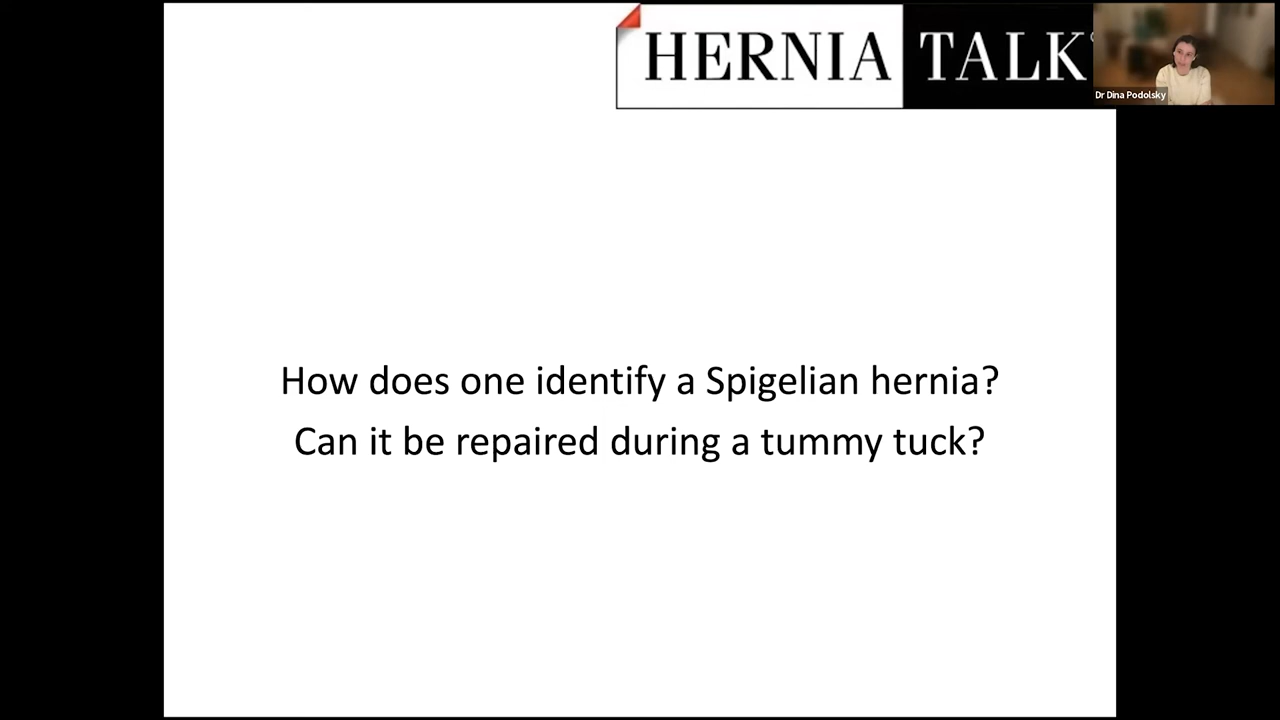 HERNIA TALK
Dr Dina Podolsky
How does one identify a Spigelian hernia?
Can it be repaired during a tummy tuck?